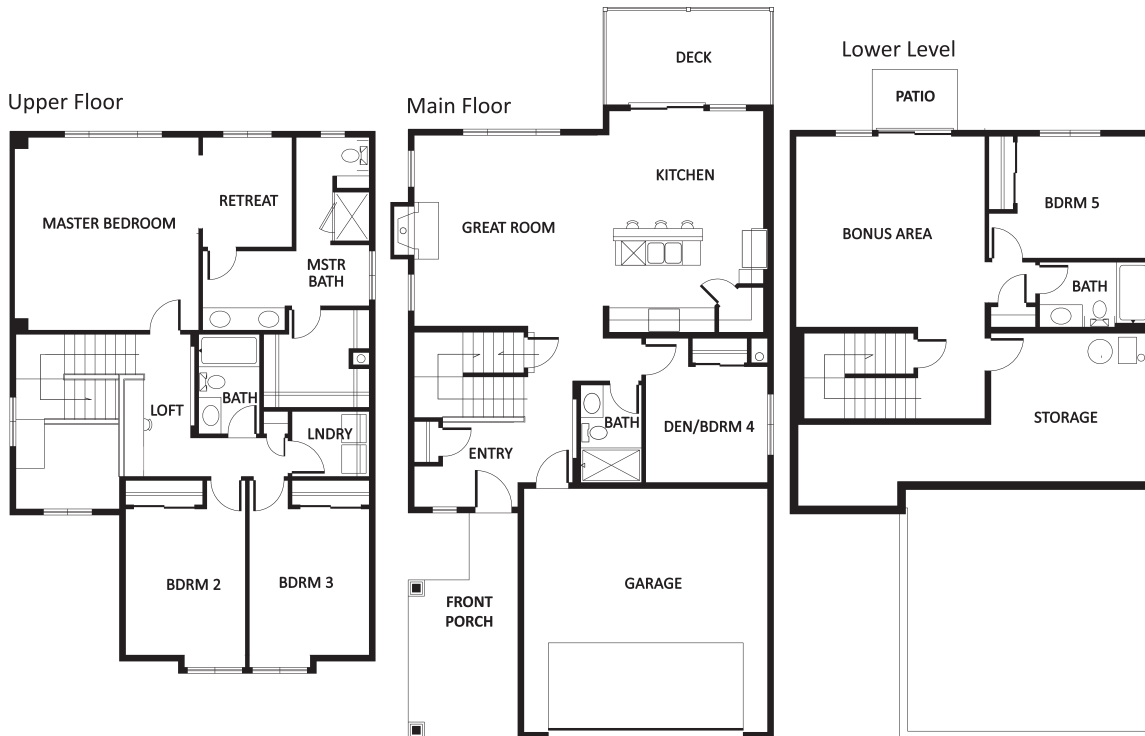 Upper Floor
MASTER BEDROOM
RETREAT
MSTR
BATH
LOFT
BATH
LNDRY
BDRM 2
BDRM 3
Main Floor
DECK
KITCHEN
GREAT ROOM
ENTRY
BATH
DEN/BDRM 4
GARAGE
FRONT
PORCH
Lower Level
PATIO
BONUS AREA
BDRM 5
BATH
STORAGE